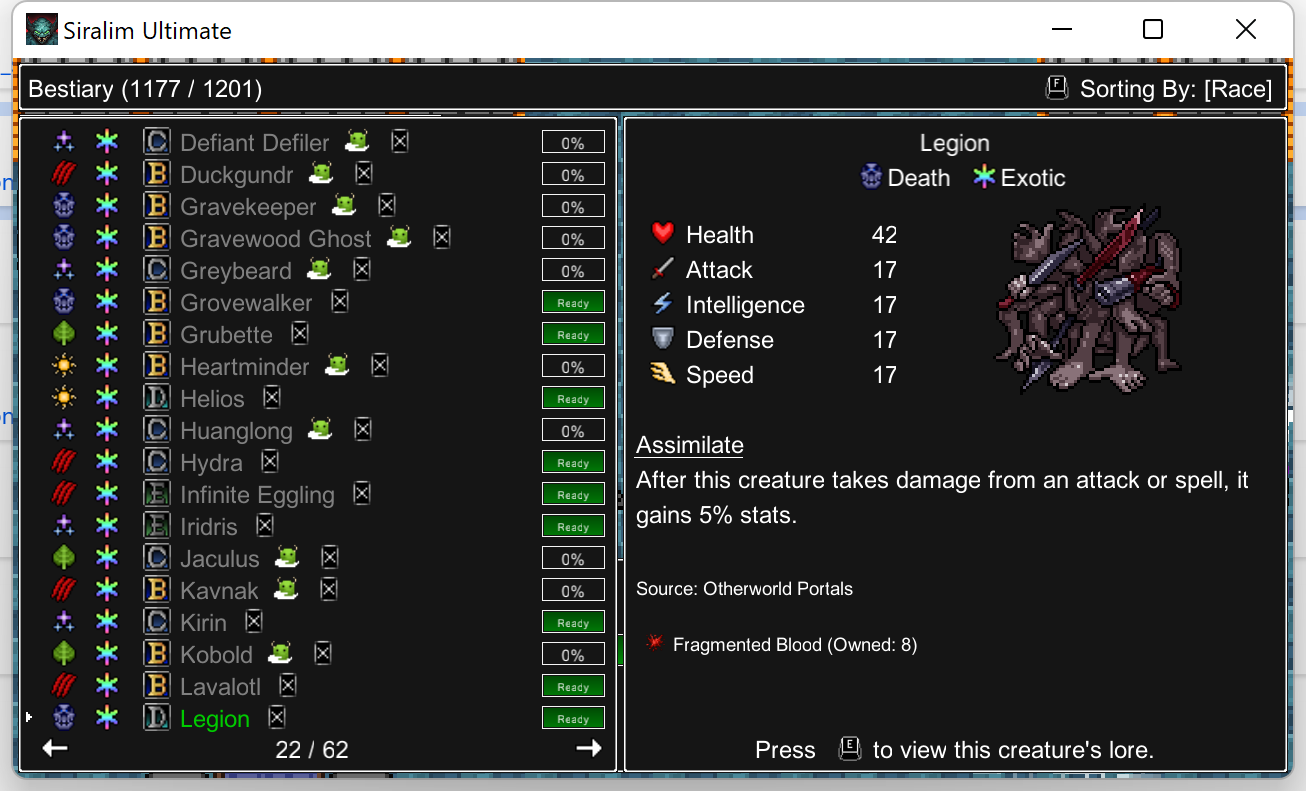 Siralim Ultimate
Bestiary (1177 / 1201)
F Sorting By: [Race]
C Defiant Defiler 0%
B Duckgundr 0%
B Gravekeeper 0%
B Gravewood Ghost 0%
C Greybeard 0%
B Grovewalker Ready
B Grubette Ready
B Heartminder 0%
D Helios Ready
C Huanglong 0%
C Hydra Ready
E Infinite Eggling Ready
E Iridris Ready
C Jaculus 0%
B Kavnak 0%
C Kirin Ready
B Kobold 0%
B Lavalotl Ready
D Legion Ready
22 / 62
Legion
Death Exotic
Health 42
Attack 17
Intelligence 17
Defense 17
Speed 17
Assimilate
After this creature takes damage from an attack or spell, it
gains 5% stats.
Source: Otherworld Portals
Fragmented Blood (Owned: 8)
Press E to view this creature's lore.